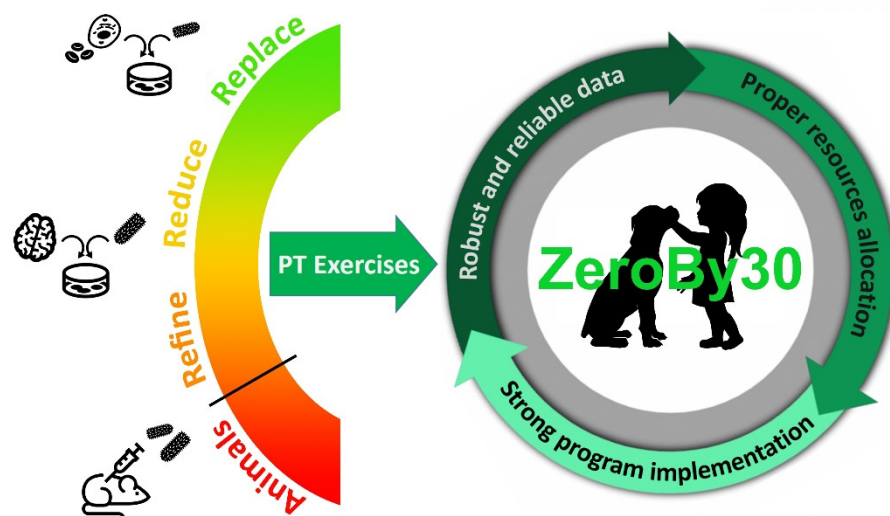 Replace
Reduce
Refine
Animals
PT Exercises
Robust and reliable data
Proper resources allocation
Strong program implementation
ZeroBy30